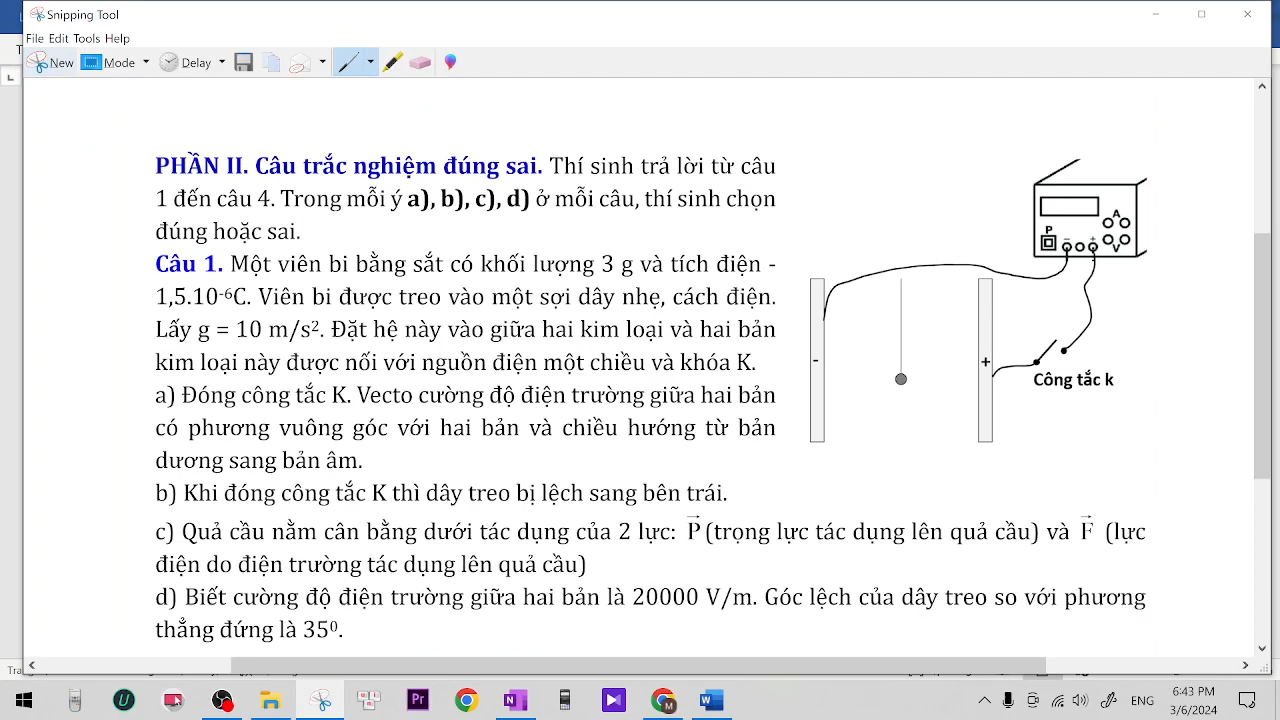 Snipping Tool
File Edit Tools Help
New Mode Delay
PHẦN II. Câu trắc nghiệm đúng sai. Thí sinh trả lời từ câu
1 đến câu 4. Trong mỗi ý a), b), c), d) ở mỗi câu, thí sinh chọn
đúng hoặc sai.
Câu 1. Một viên bi bằng sắt có khối lượng 3 g và tích điện -
1,5.10⁻⁶C. Viên bi được treo vào một sợi dây nhẹ, cách điện.
Lấy g = 10 m/s². Đặt hệ này vào giữa hai kim loại và hai bản
kim loại này được nối với nguồn điện một chiều và khóa K.
a) Đóng công tắc K. Vecto cường độ điện trường giữa hai bản
có phương vuông góc với hai bản và chiều hướng từ bản
dương sang bản âm.
b) Khi đóng công tắc K thì dây treo bị lệch sang bên trái.
c) Quả cầu nằm cân bằng dưới tác dụng của 2 lực: P⃗ (trọng lực tác dụng lên quả cầu) và F⃗ (lực
điện do điện trường tác dụng lên quả cầu)
d) Biết cường độ điện trường giữa hai bản là 20000 V/m. Góc lệch của dây treo so với phương
thẳng đứng là 35⁰.
A
P
- +
V
- +
Công tắc k
ENG
6:43 PM
3/6/2024